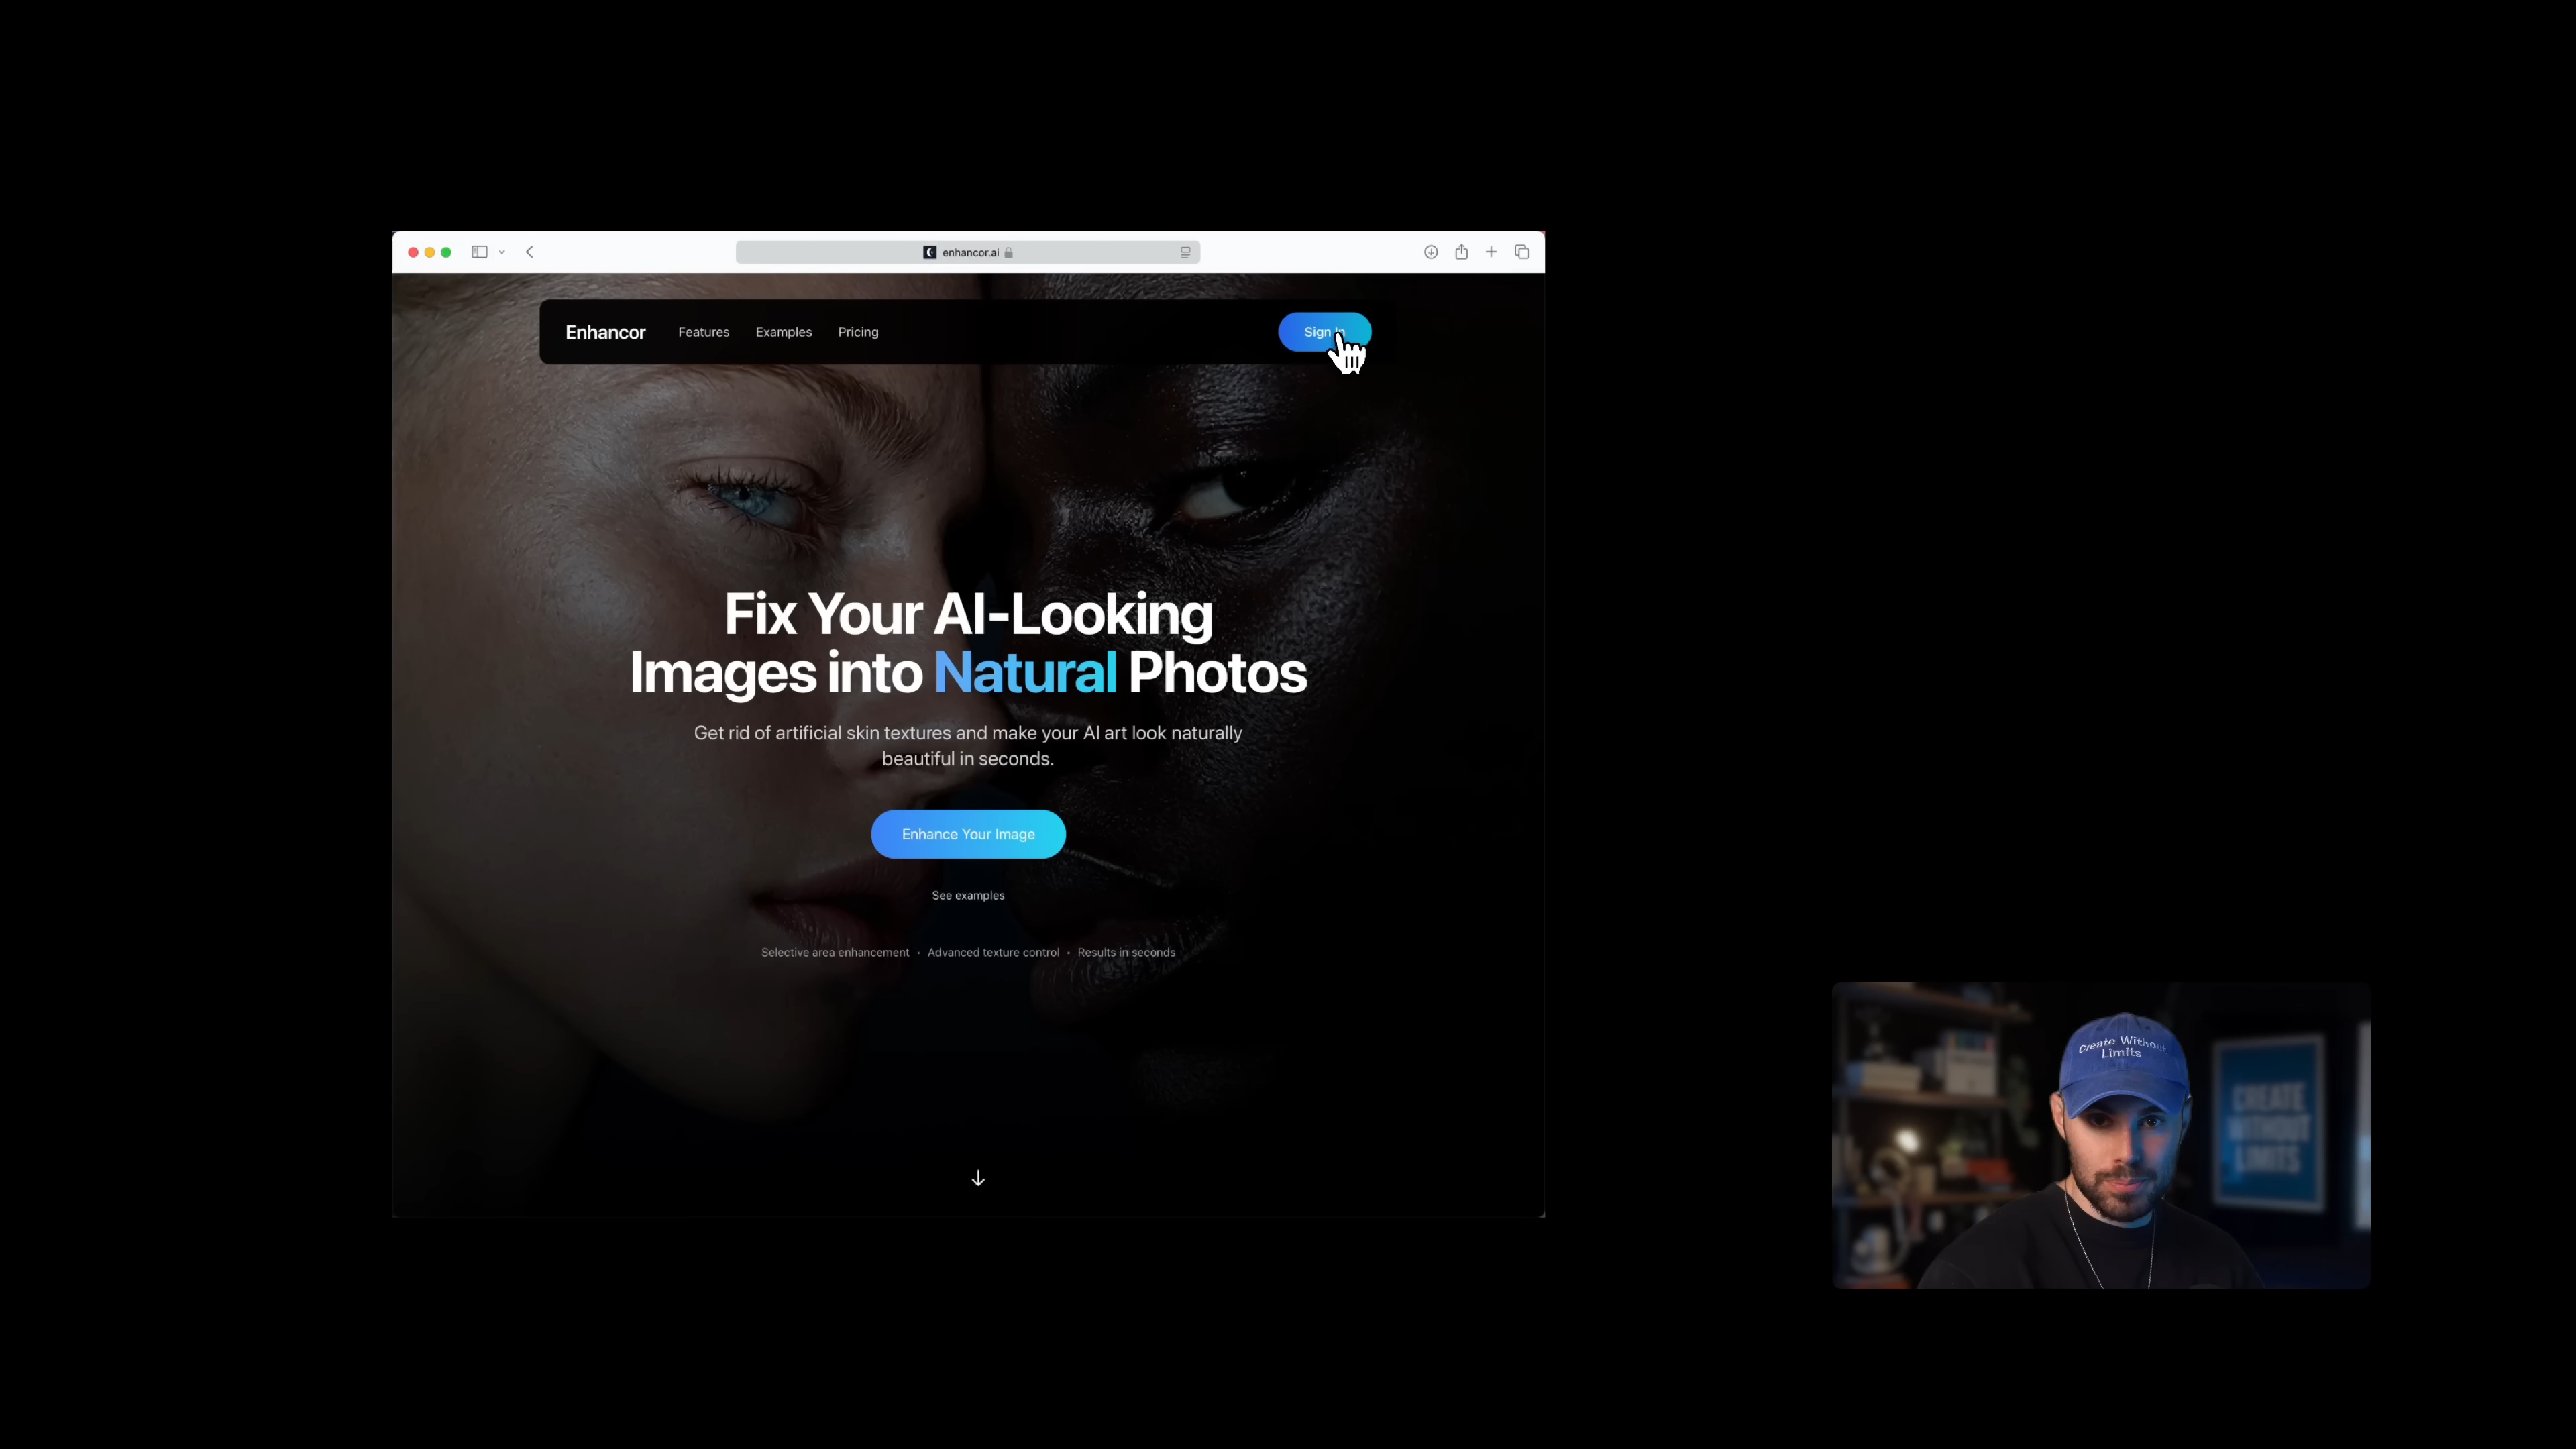 enhancor.ai
Enhancor
Features
Examples
Pricing
Sign In
Fix Your AI-Looking
Images into Natural Photos
Get rid of artificial skin textures and make your AI art look naturally
beautiful in seconds.
Enhance Your Image
See examples
Selective area enhancement • Advanced texture control • Results in seconds
Create Without
Limits
CREATE
WITHOUT
LIMITS